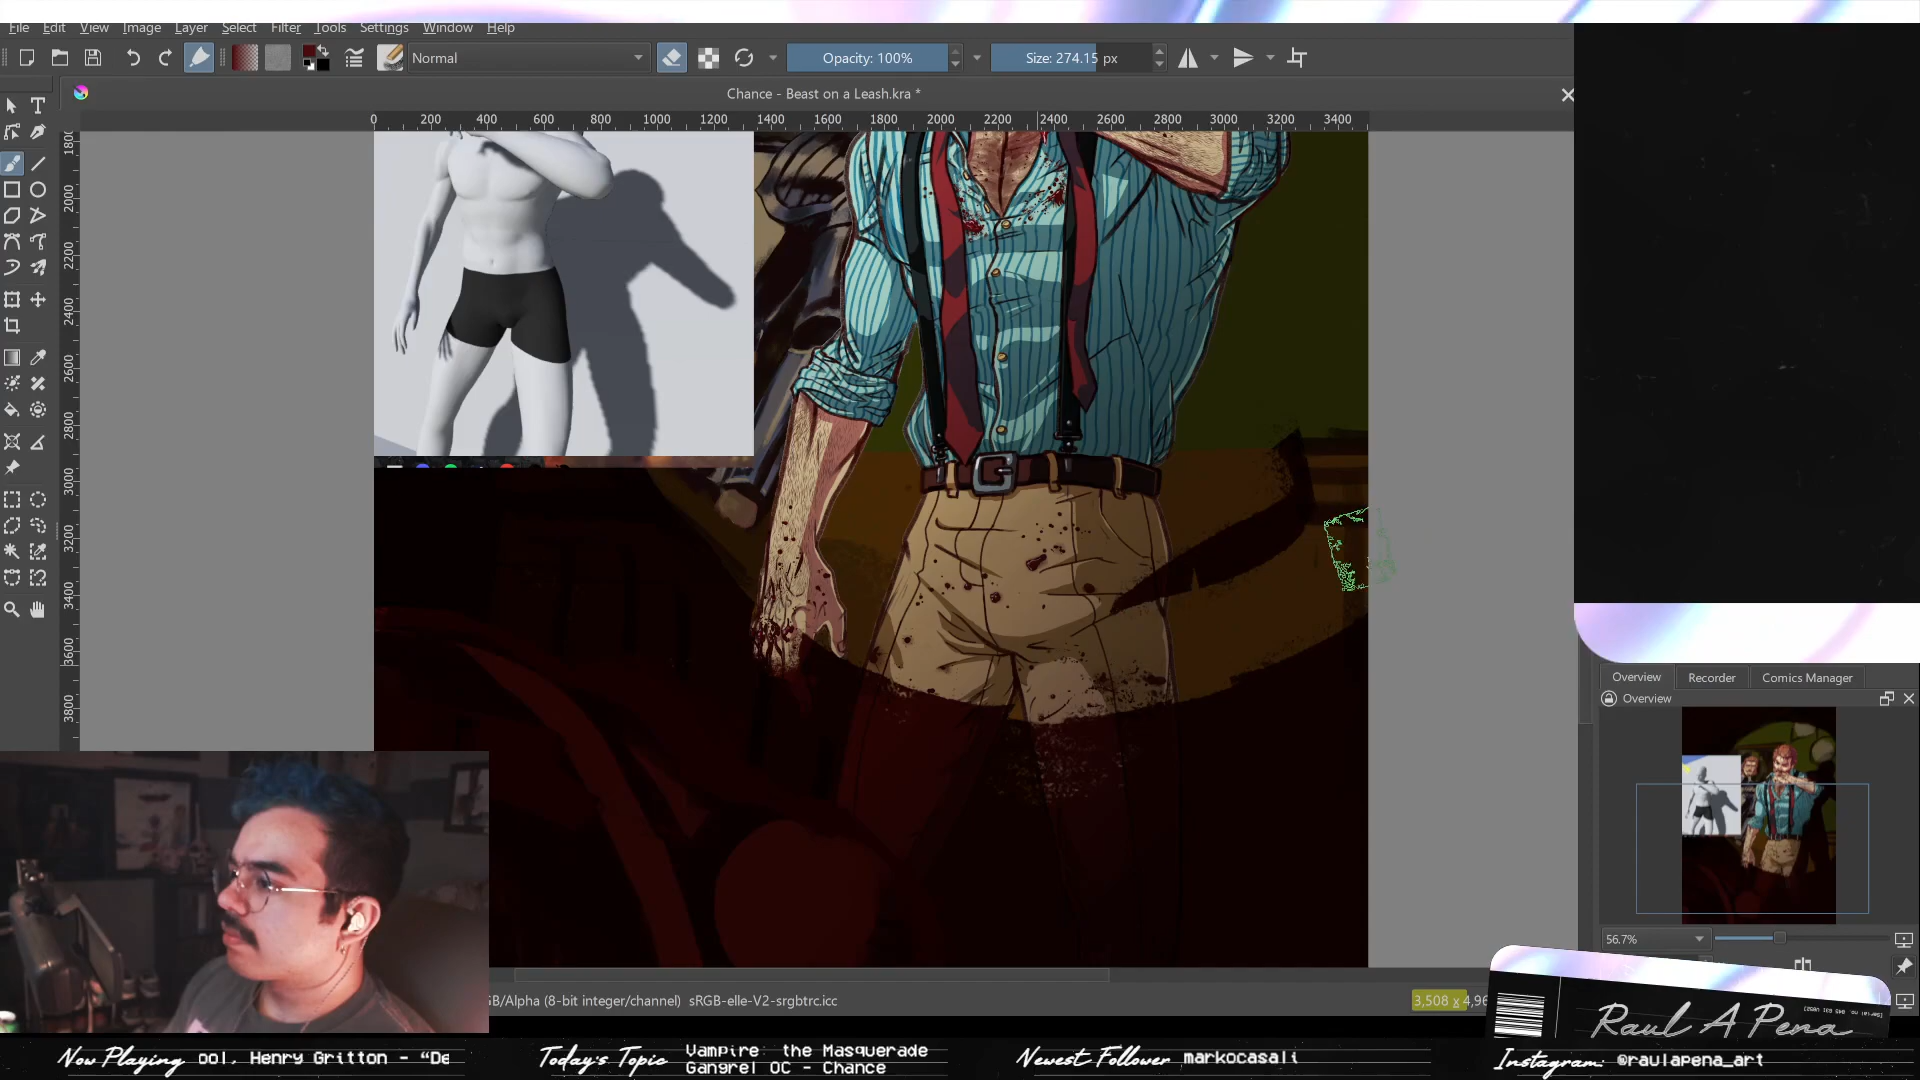 File Edit View Image Layer Select Filter Tools Settings Window Help
Normal
Opacity: 100%
Size: 274.15 px
Chance - Beast on a Leash.kra *
0 200 400 600 800 1000 1200 1400 1600 1800 2000 2200 2400 2600 2800 3000 3200 3400
1800
2000
2200
2400
2600
2800
3000
3200
3400
3600
3800
Overview Recorder Comics Manager
Overview
56.7%
GB/Alpha (8-bit integer/channel) sRGB-elle-V2-srgbtrc.icc
3,508 x 4,96
Raul A Pena
Now Playing ool, Henry Gritton - "De
Today's Topic Vampire: the Masquerade
Gangrel OC - Chance
Newest Follower markocasali
Instagram: @raulapena_art